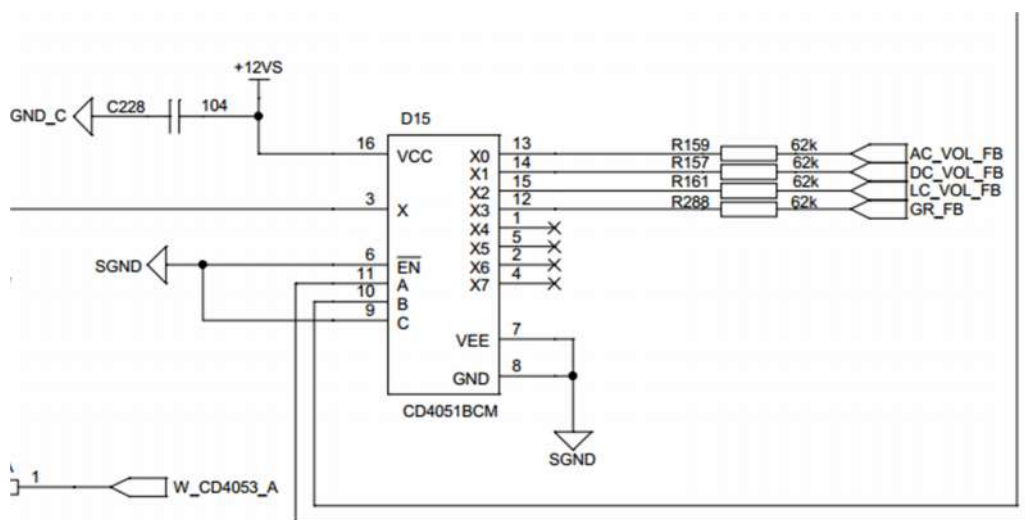 +12VS
GND_C C228 104
D15
16 VCC X0 13 R159 62k AC_VOL_FB
X1 14 R157 62k DC_VOL_FB
X2 15 R161 62k LC_VOL_FB
3 X X3 12 R288 62k GR_FB
X4 1
X5 5
SGND 6 EN X6 2
11 A X7 4
10 B
9 C
VEE 7
GND 8
CD4051BCM
SGND
1 W_CD4053_A